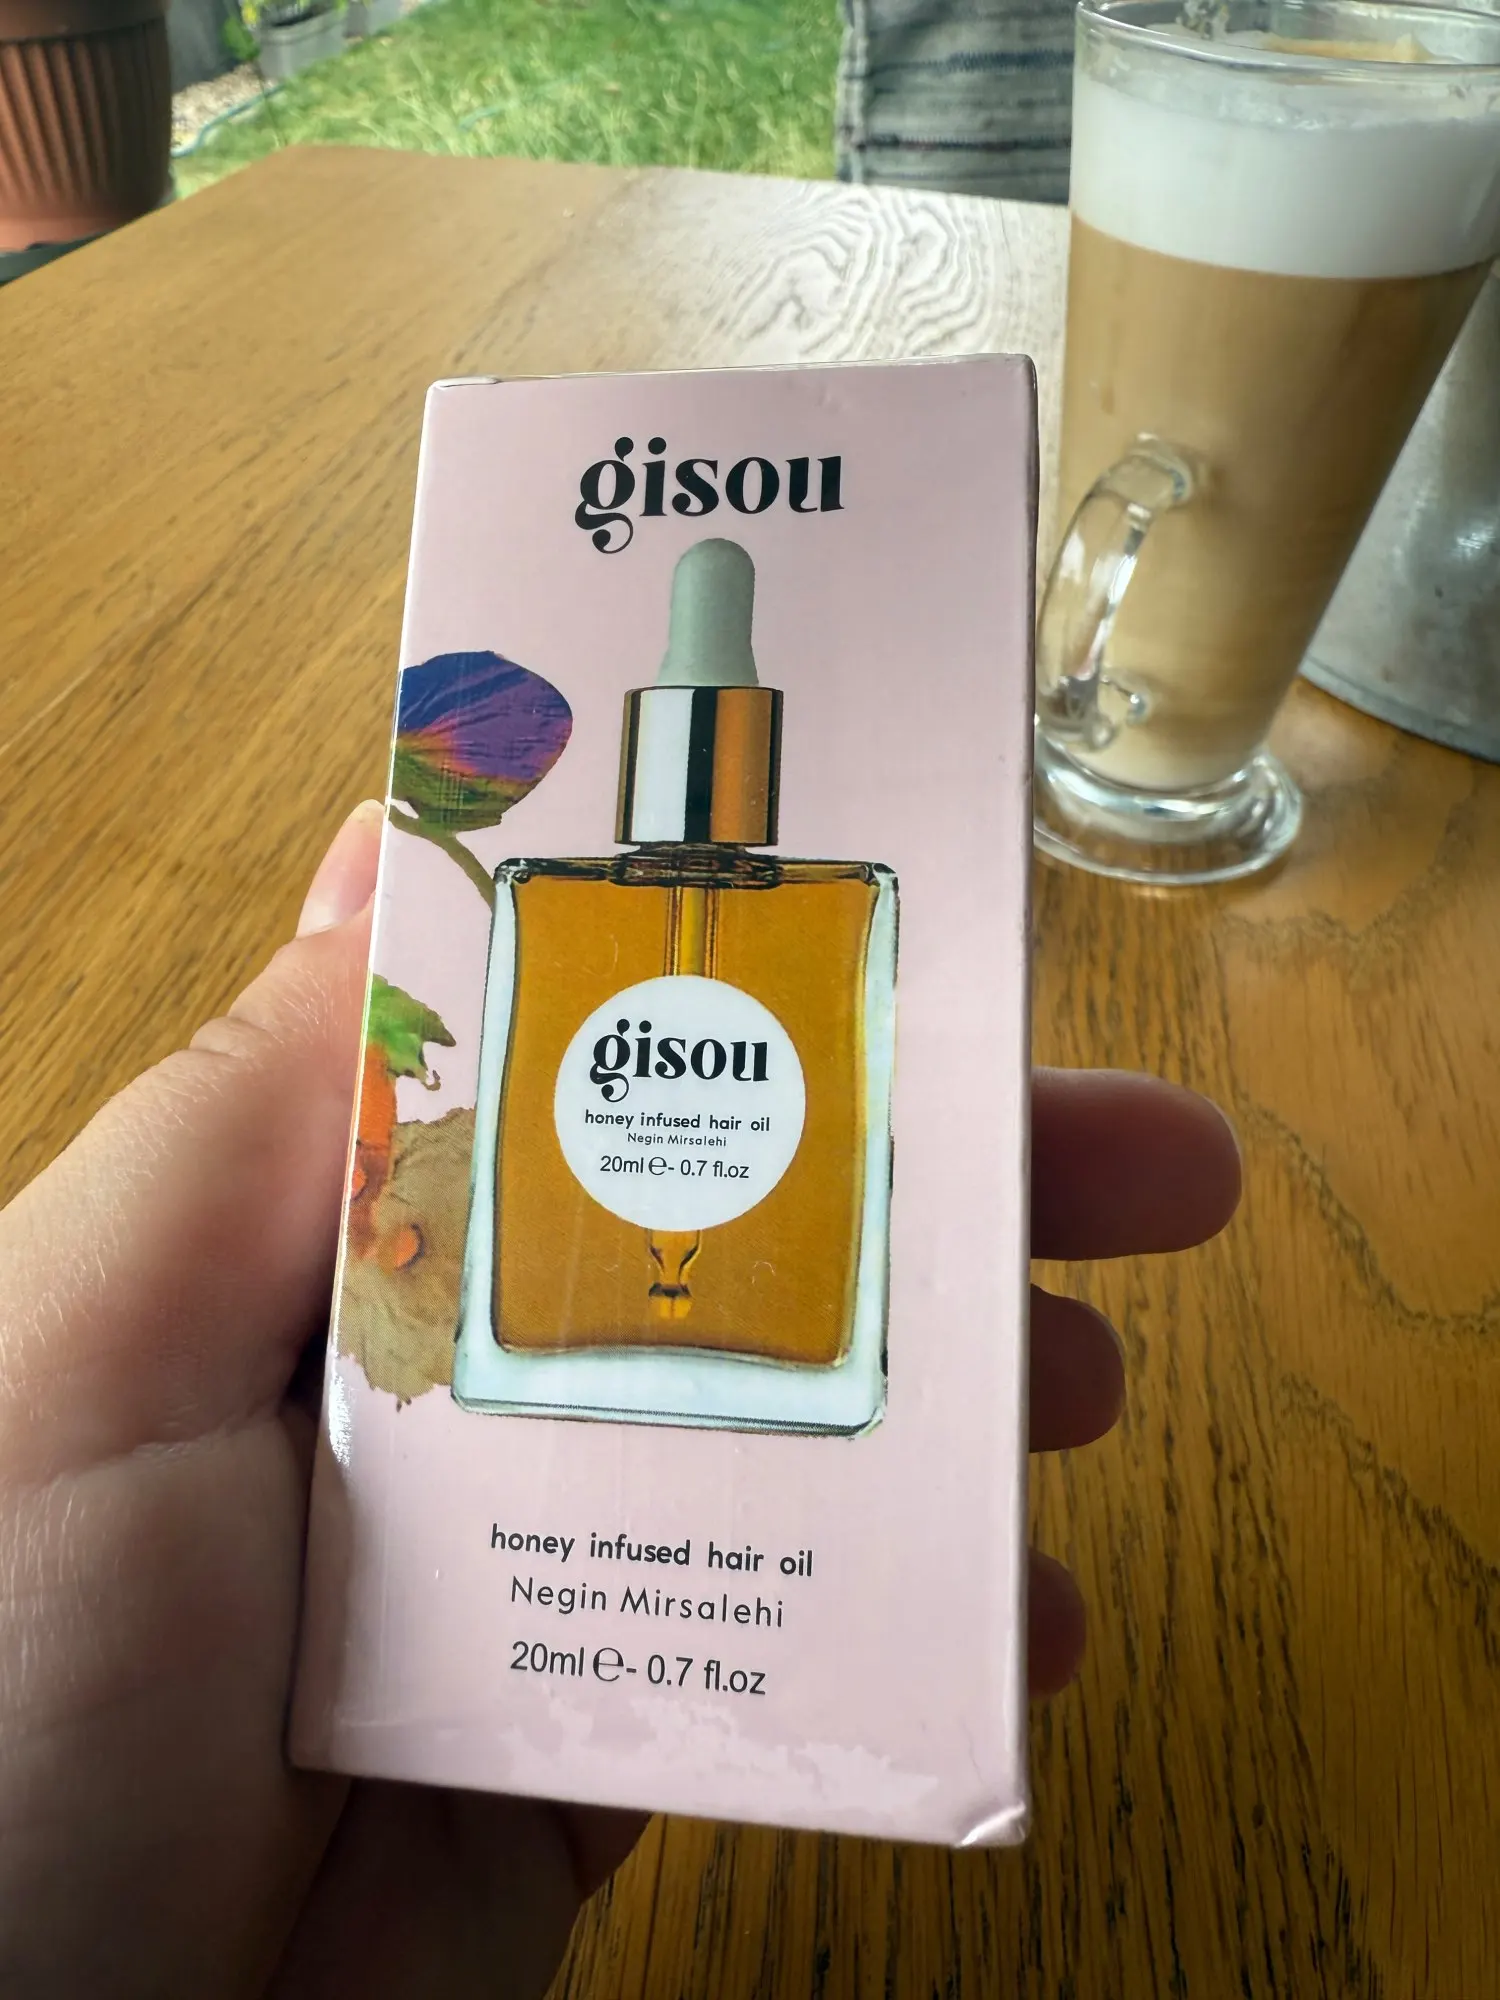 gisou
gisou
honey infused hair oil
Negin Mirsalehi
20ml ℮- 0.7 fl.oz
honey infused hair oil
Negin Mirsalehi
20ml ℮- 0.7 fl.oz